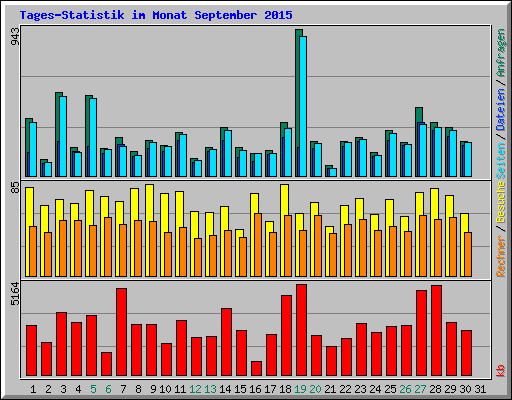 Tages-Statistik im Monat September 2015
943
85
5164
Rechner / Besuche Seiten / Dateien / Anfragen
kb
1 2 3 4 5 6 7 8 9 10 11 12 13 14 15 16 17 18 19 20 21 22 23 24 25 26 27 28 29 30 31